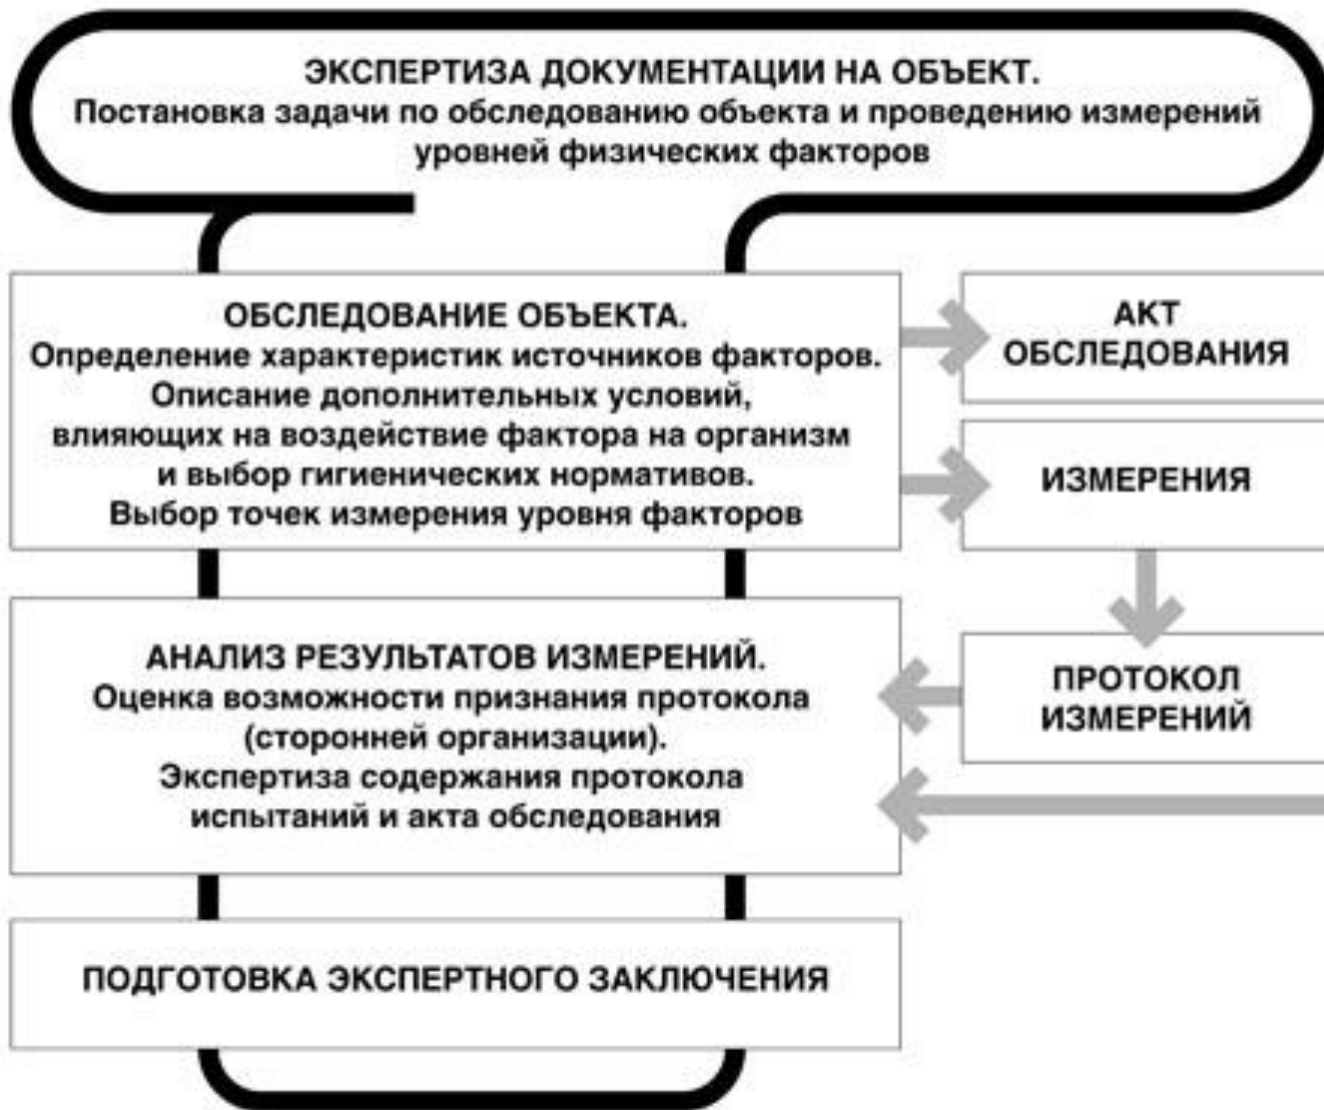 ЭКСПЕРТИЗА ДОКУМЕНТАЦИИ НА ОБЪЕКТ.
Постановка задачи по обследованию объекта и проведению измерений
уровней физических факторов
ОБСЛЕДОВАНИЕ ОБЪЕКТА.
Определение характеристик источников факторов.
Описание дополнительных условий,
влияющих на воздействие фактора на организм
и выбор гигиенических нормативов.
Выбор точек измерения уровня факторов
АКТ
ОБСЛЕДОВАНИЯ
ИЗМЕРЕНИЯ
АНАЛИЗ РЕЗУЛЬТАТОВ ИЗМЕРЕНИЙ.
Оценка возможности признания протокола
(сторонней организации).
Экспертиза содержания протокола
испытаний и акта обследования
ПРОТОКОЛ
ИЗМЕРЕНИЙ
ПОДГОТОВКА ЭКСПЕРТНОГО ЗАКЛЮЧЕНИЯ